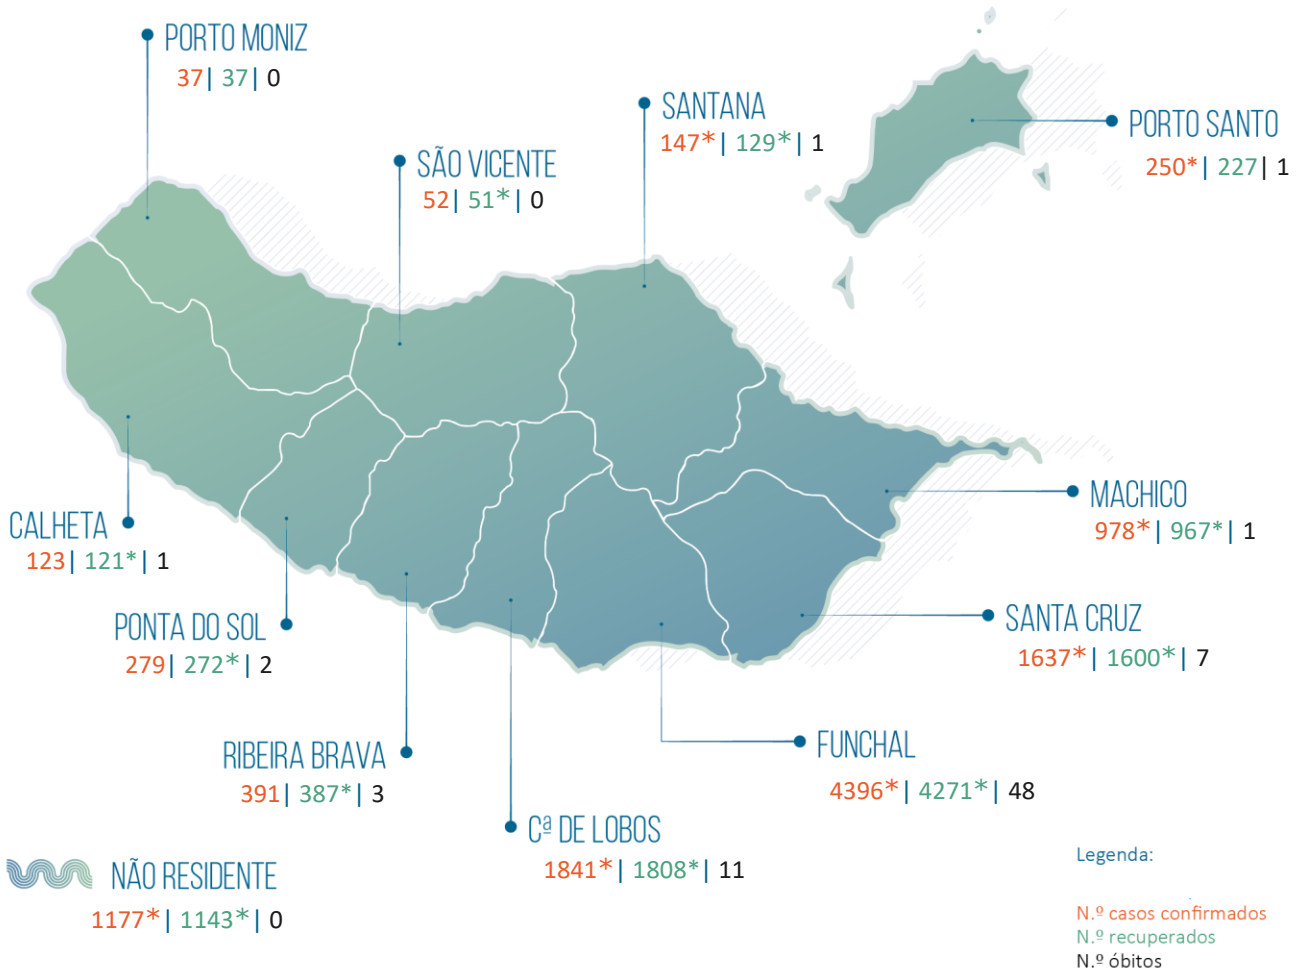 PORTO MONIZ
37| 37| 0
SANTANA
147*| 129*| 1
PORTO SANTO
250*| 227| 1
SÃO VICENTE
52| 51*| 0
MACHICO
978*| 967*| 1
CALHETA
123| 121*| 1
SANTA CRUZ
1637*| 1600*| 7
PONTA DO SOL
279| 272*| 2
RIBEIRA BRAVA
391| 387*| 3
FUNCHAL
4396*| 4271*| 48
Cª DE LOBOS
1841*| 1808*| 11
NÃO RESIDENTE
1177*| 1143*| 0
Legenda:
N.º casos confirmados
N.º recuperados
N.º óbitos